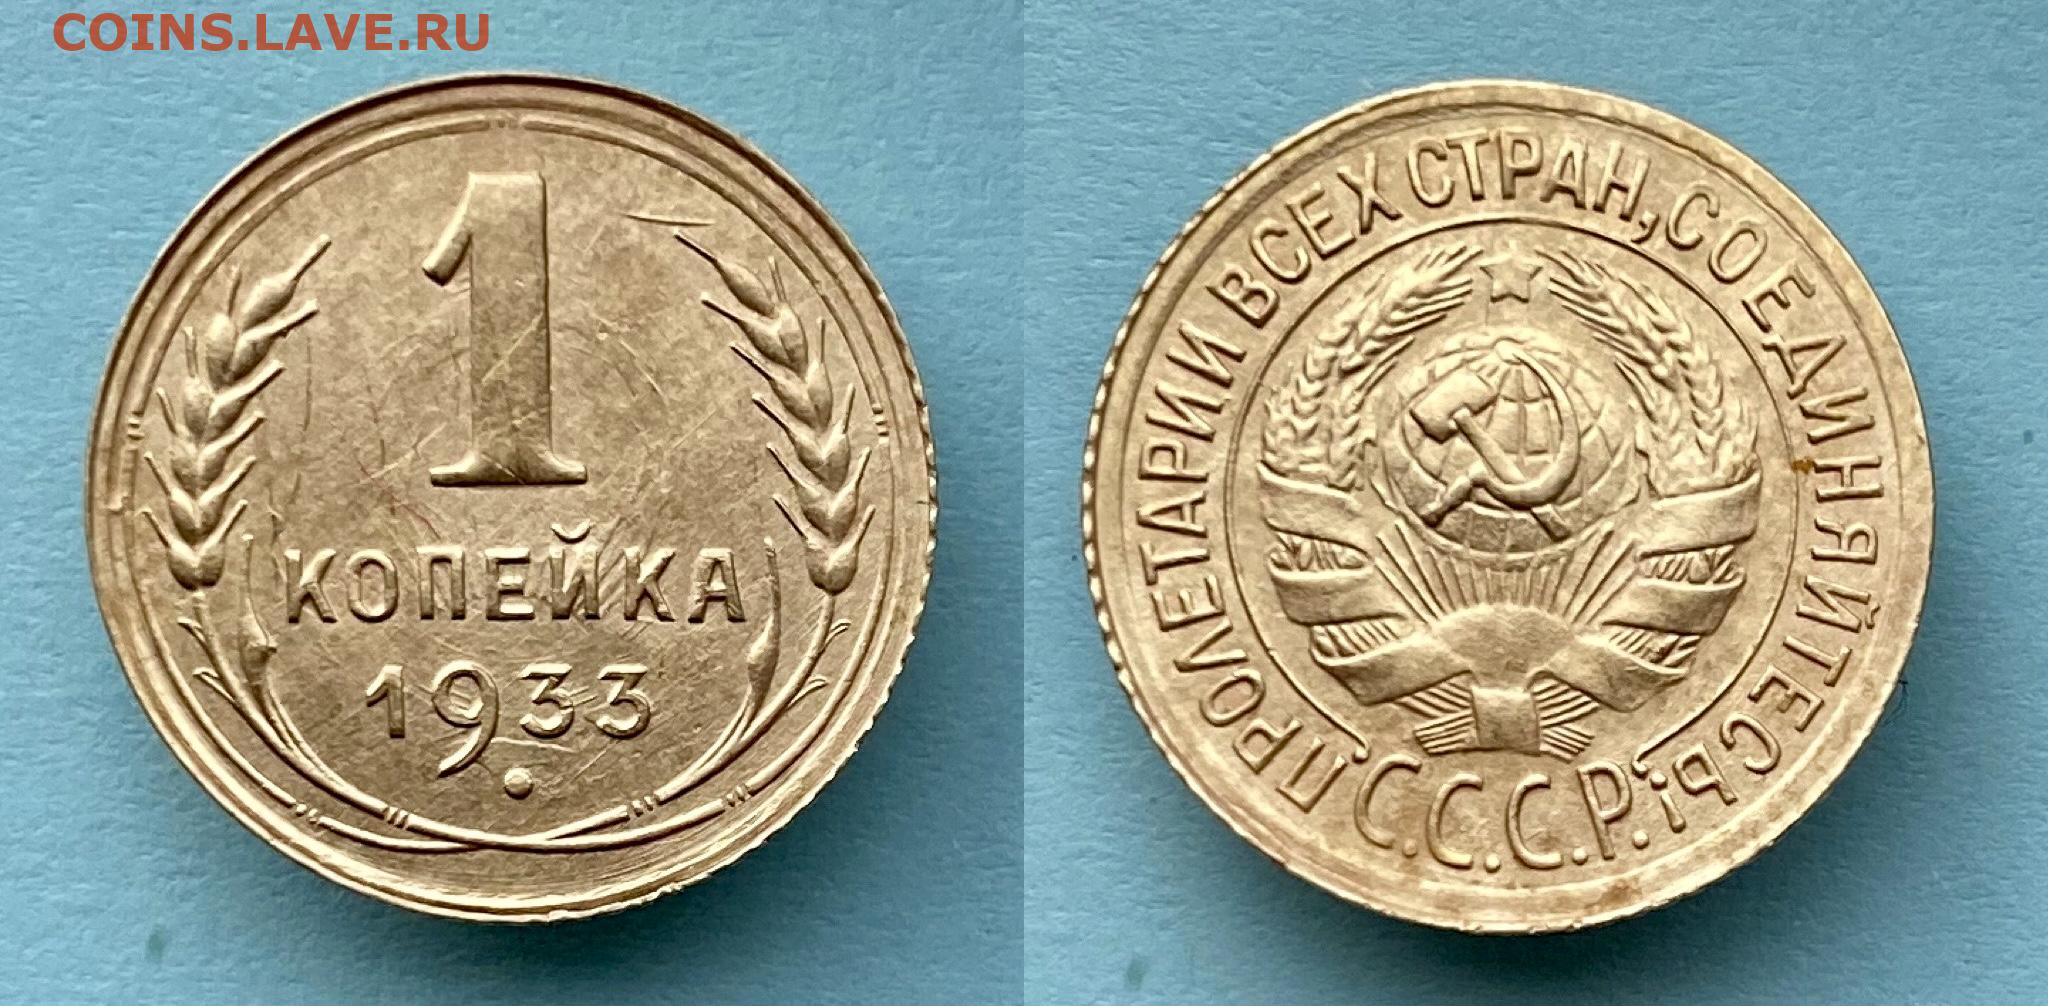 COINS.LAVE.RU
1
КОПЕЙКА
1933
ПРОЛЕТАРИИ ВСЕХ СТРАН, СОЕДИНЯЙТЕСЬ!
С.С.С.Р.